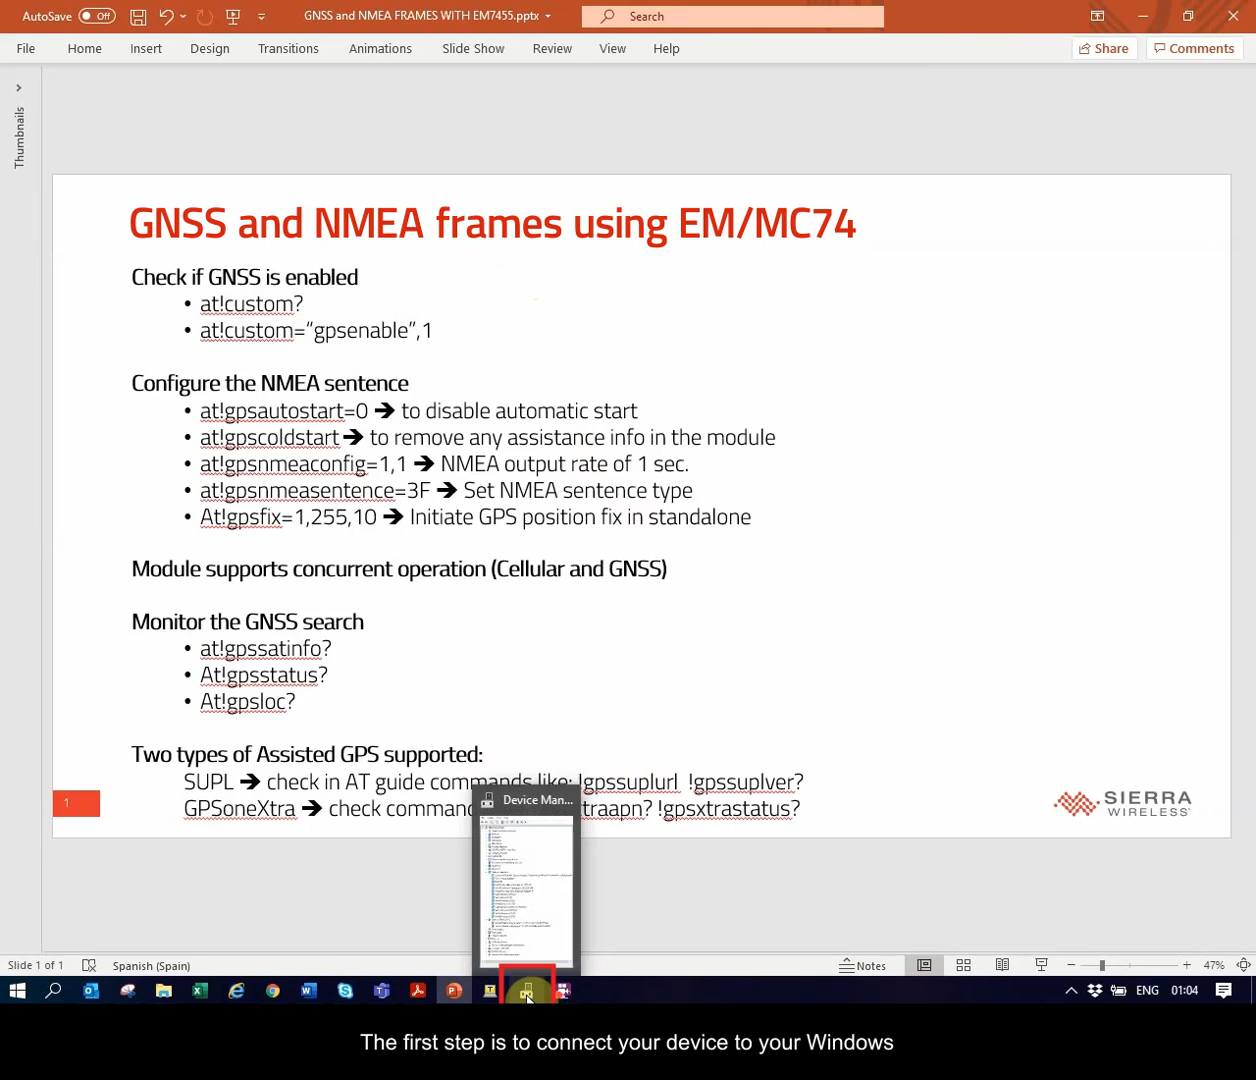 AutoSave Off GNSS and NMEA FRAMES WITH EM7455.pptx Search
File Home Insert Design Transitions Animations Slide Show Review View Help Share Comments
Thumbnails
GNSS and NMEA frames using EM/MC74
Check if GNSS is enabled
• at!custom?
• at!custom=“gpsenable”,1
Configure the NMEA sentence
• at!gpsautostart=0 ➔ to disable automatic start
• at!gpscoldstart ➔ to remove any assistance info in the module
• at!gpsnmeaconfig=1,1 ➔ NMEA output rate of 1 sec.
• at!gpsnmeasentence=3F ➔ Set NMEA sentence type
• At!gpsfix=1,255,10 ➔ Initiate GPS position fix in standalone
Module supports concurrent operation (Cellular and GNSS)
Monitor the GNSS search
• at!gpssatinfo?
• At!gpsstatus?
• At!gpsloc?
Two types of Assisted GPS supported:
SUPL ➔ check in AT guide commands like: !gpssuplurl !gpssuplver?
GPSoneXtra ➔ check command traapn? !gpsxtrastatus?
1
SIERRA
WIRELESS
Device Man...
Slide 1 of 1 Spanish (Spain) Notes 47%
ENG 01:04
The first step is to connect your device to your Windows